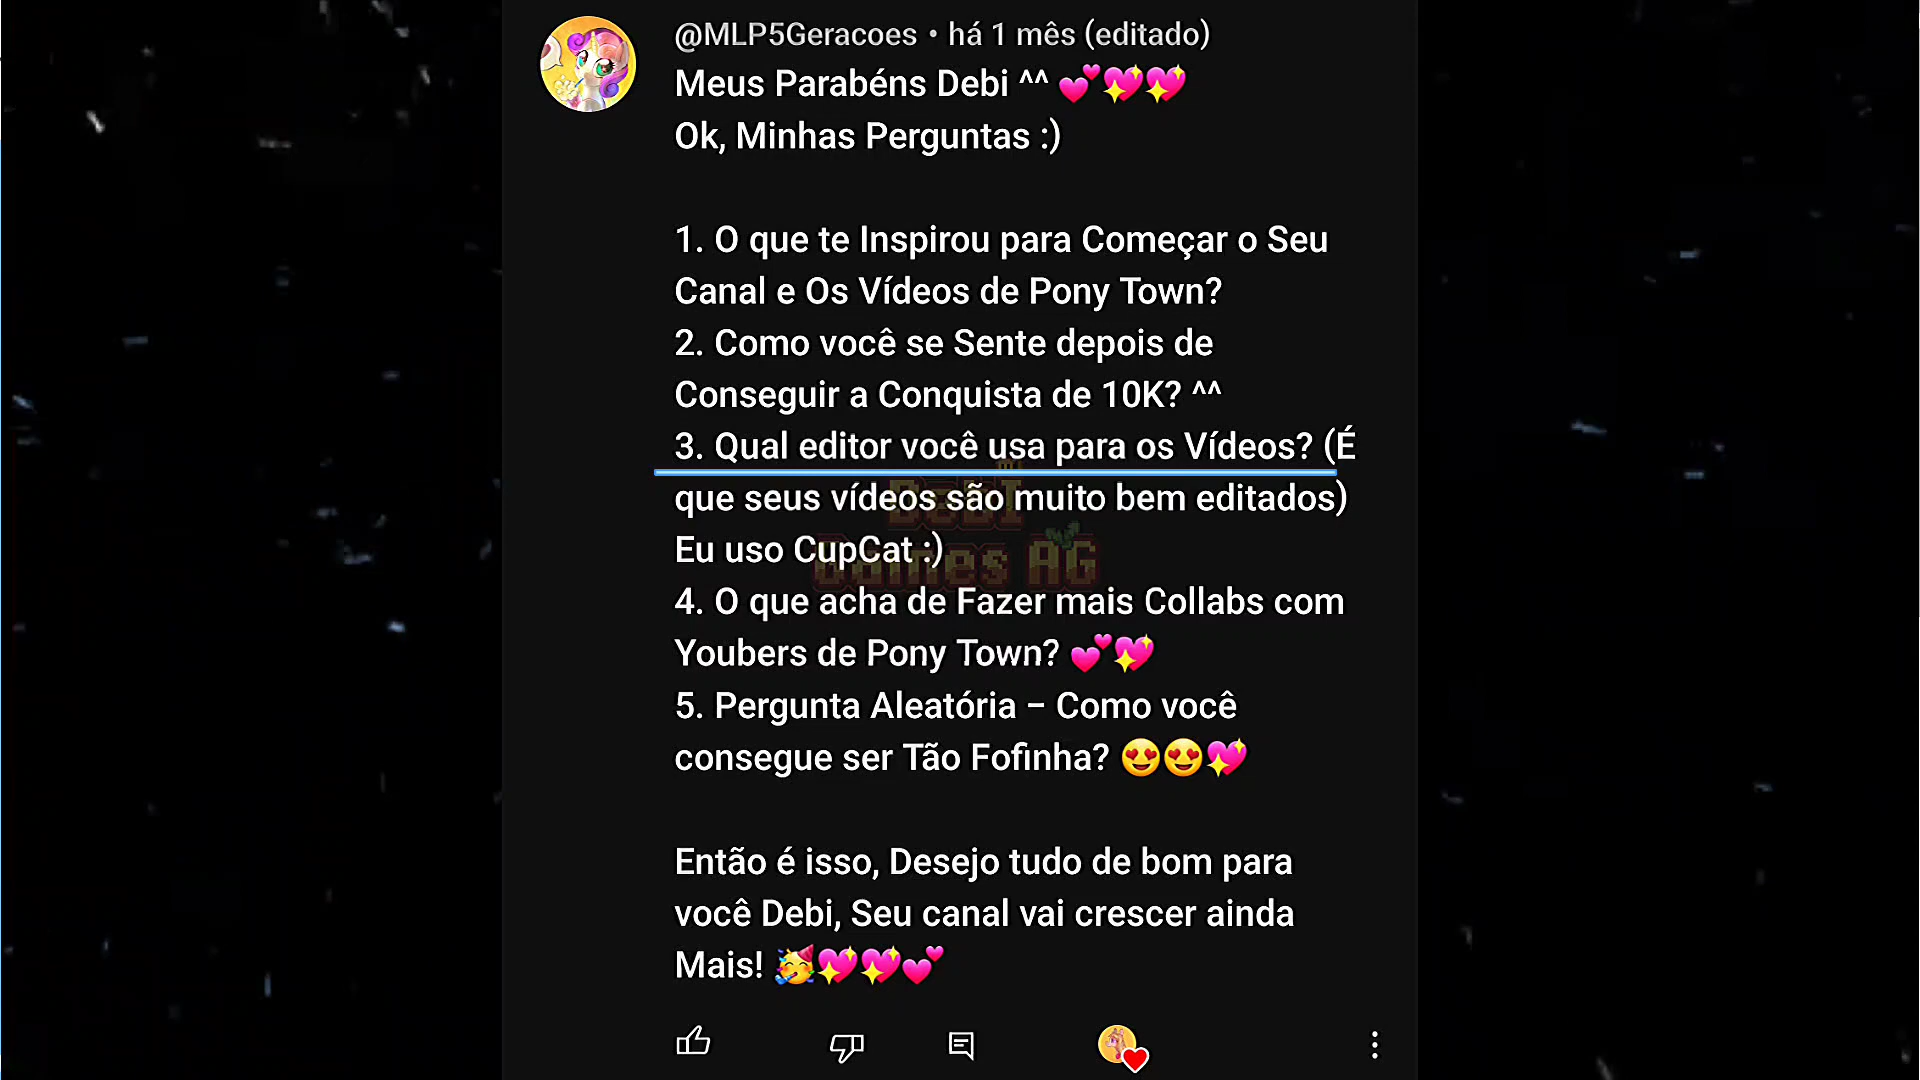 @MLP5Geracoes • há 1 mês (editado)
Meus Parabéns Debi ^^ 💕💖💖
Ok, Minhas Perguntas :)
1. O que te Inspirou para Começar o Seu
Canal e Os Vídeos de Pony Town?
2. Como você se Sente depois de
Conseguir a Conquista de 10K? ^^
3. Qual editor você usa para os Vídeos? (É
que seus vídeos são muito bem editados)
Eu uso CupCat :)
4. O que acha de Fazer mais Collabs com
Youbers de Pony Town? 💕💖
5. Pergunta Aleatória – Como você
consegue ser Tão Fofinha? 😍😍💖
Então é isso, Desejo tudo de bom para
você Debi, Seu canal vai crescer ainda
Mais! 🥳💖💖💕
DebI
Games AG